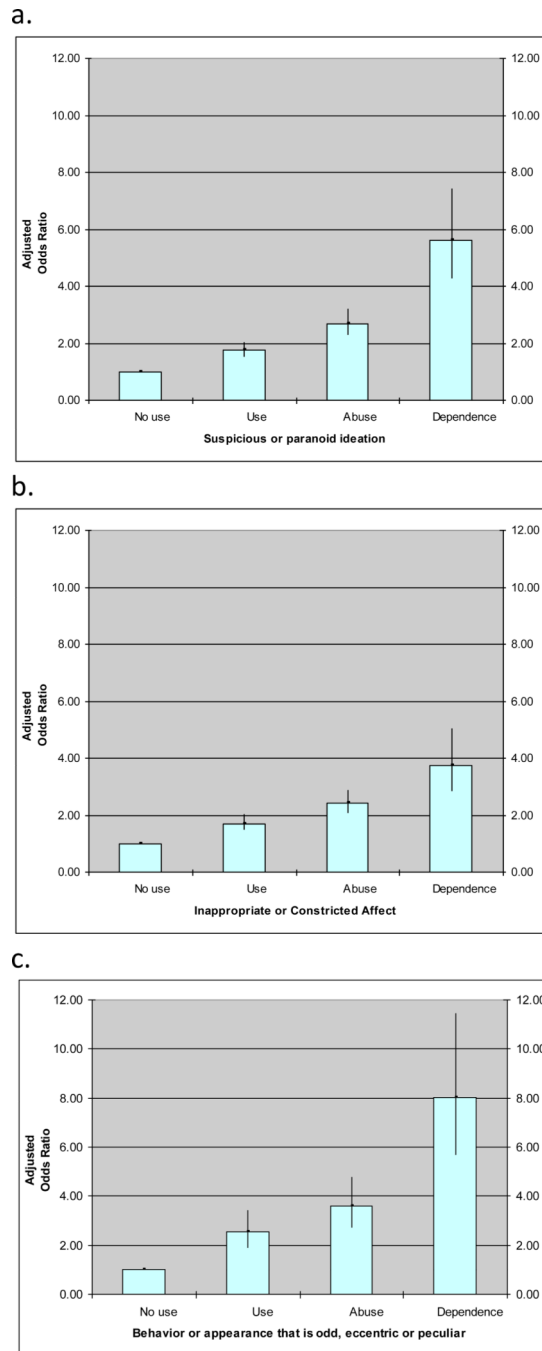 a.
12.00 12.00
10.00 10.00
8.00 8.00
6.00 6.00
4.00 4.00
2.00 2.00
0.00 0.00
Adjusted
Odds Ratio
No use Use Abuse Dependence
Suspicious or paranoid ideation
b.
12.00 12.00
10.00 10.00
8.00 8.00
6.00 6.00
4.00 4.00
2.00 2.00
0.00 0.00
Adjusted
Odds Ratio
No use Use Abuse Dependence
Inappropriate or Constricted Affect
c.
12.00 12.00
10.00 10.00
8.00 8.00
6.00 6.00
4.00 4.00
2.00 2.00
0.00 0.00
Adjusted
Odds Ratio
No use Use Abuse Dependence
Behavior or appearance that is odd, eccentric or peculiar